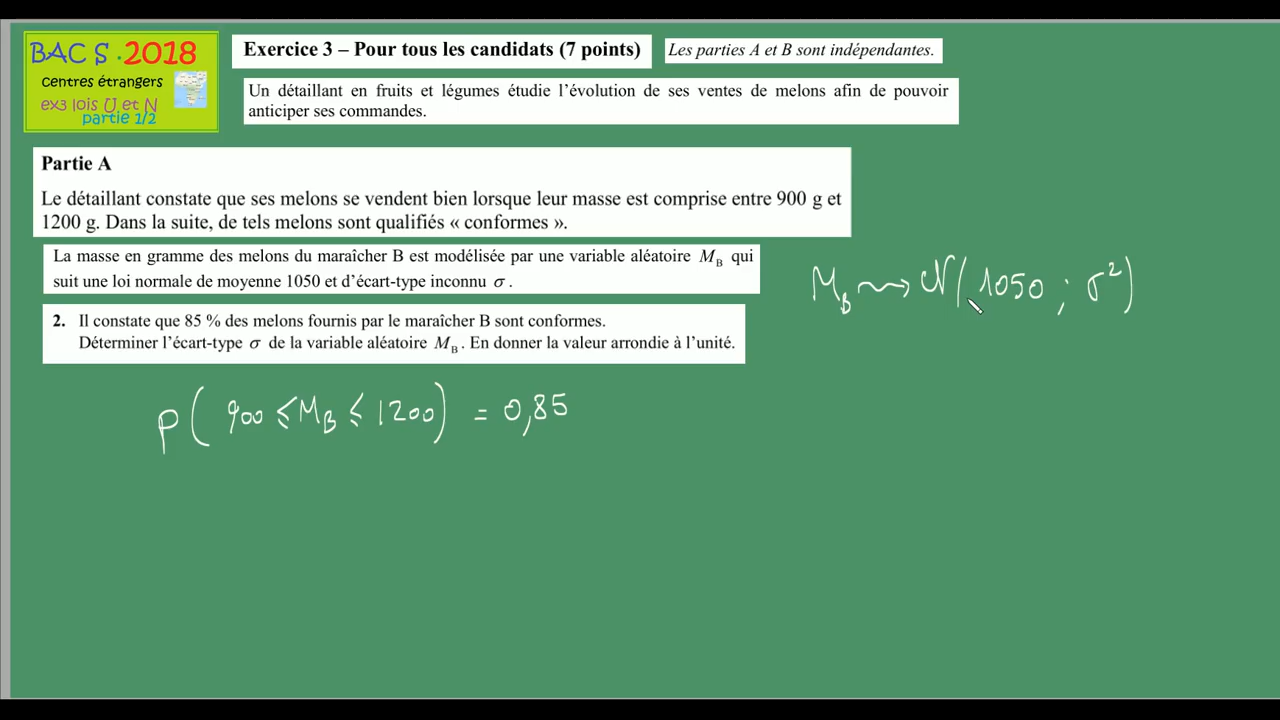 BAC S . 2018
Centres étrangers
ex3 lois U et N
partie 1/2
Exercice 3 – Pour tous les candidats (7 points)
Les parties A et B sont indépendantes.
Un détaillant en fruits et légumes étudie l'évolution de ses ventes de melons afin de pouvoir
anticiper ses commandes.
Partie A
Le détaillant constate que ses melons se vendent bien lorsque leur masse est comprise entre 900 g et
1200 g. Dans la suite, de tels melons sont qualifiés « conformes ».
La masse en gramme des melons du maraîcher B est modélisée par une variable aléatoire M_B qui
suit une loi normale de moyenne 1050 et d'écart-type inconnu σ .
M_B ⇝ N(1050 ; σ²)
2. Il constate que 85 % des melons fournis par le maraîcher B sont conformes.
Déterminer l'écart-type σ de la variable aléatoire M_B . En donner la valeur arrondie à l'unité.
P( 900 ⩽ M_B ⩽ 1200) = 0,85